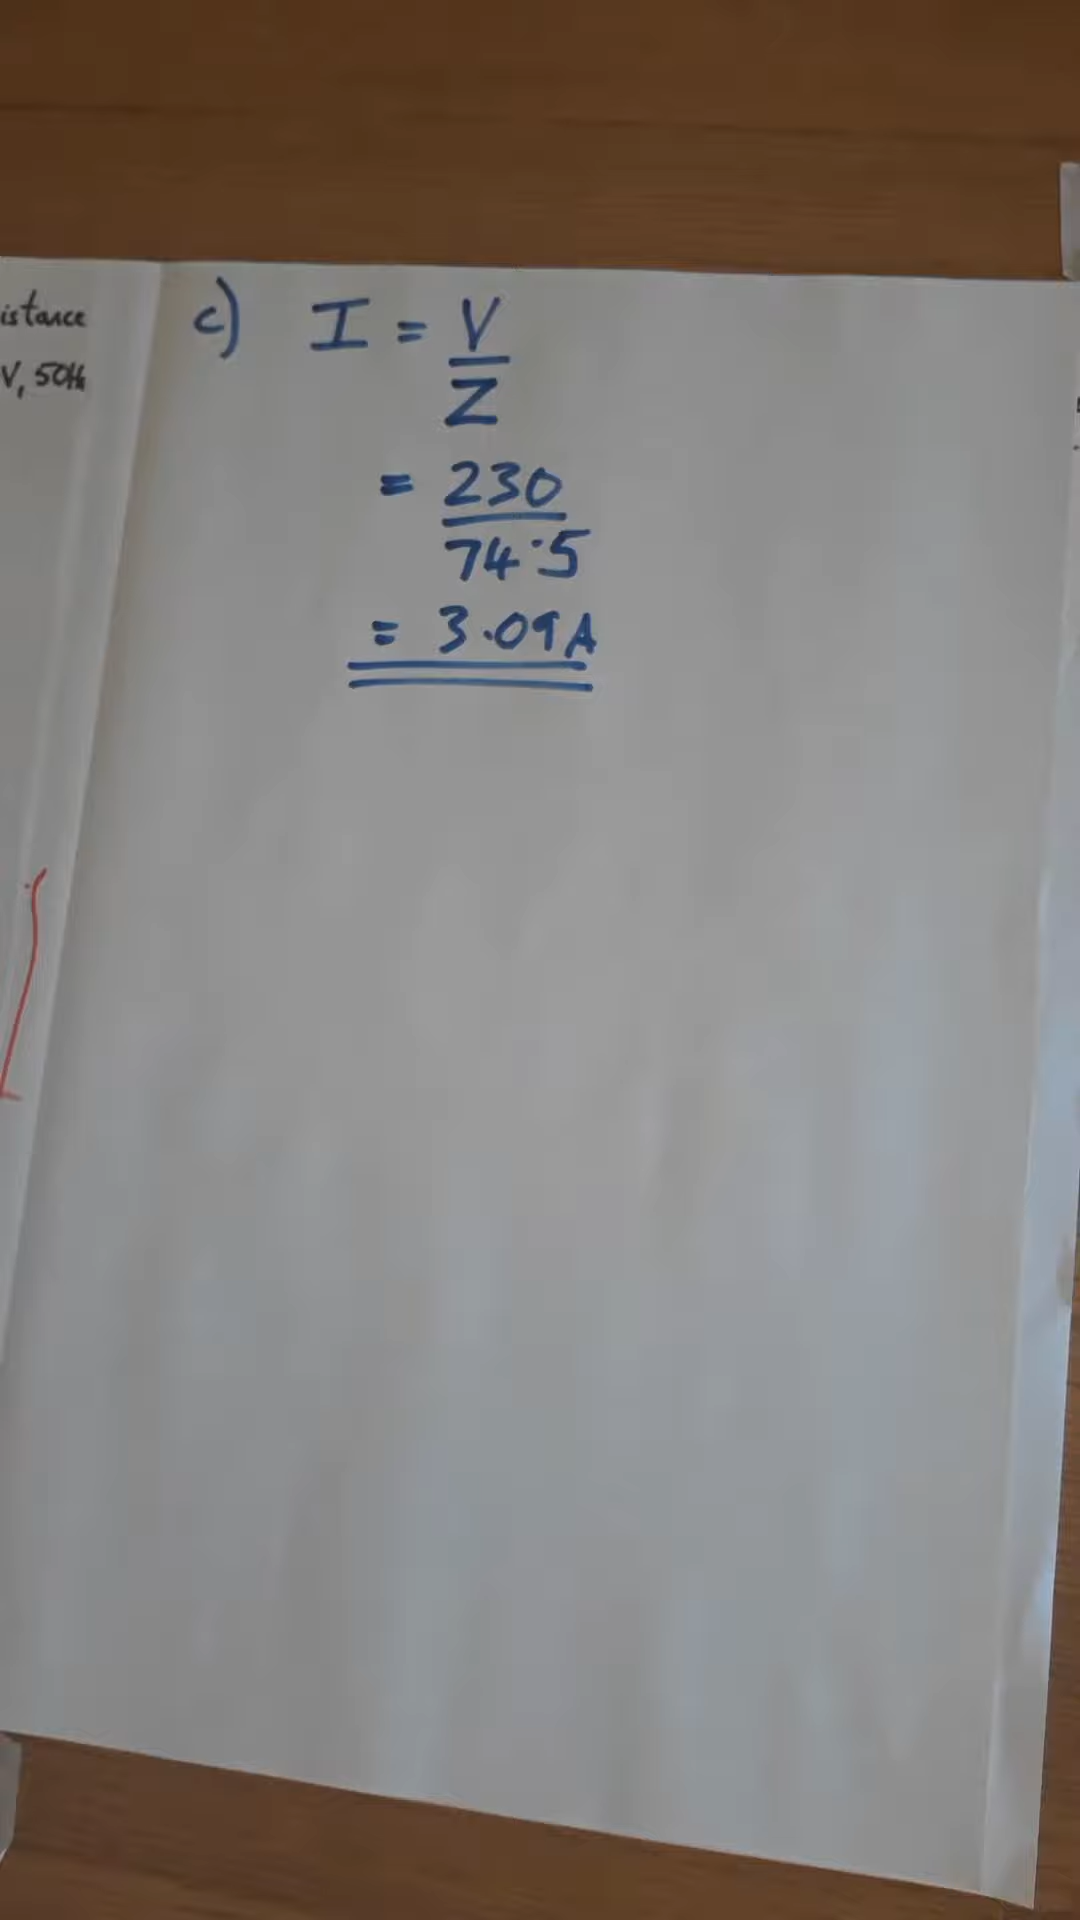 istance
V, 50Hz
c) I = V
Z
= 230
74.5
= 3.09A